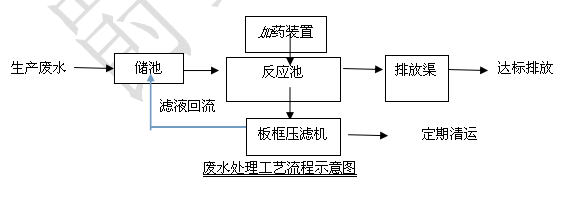 加药装置
生产废水
储池
反应池
排放渠
达标排放
滤液回流
板框压滤机
定期清运
废水处理工艺流程示意图